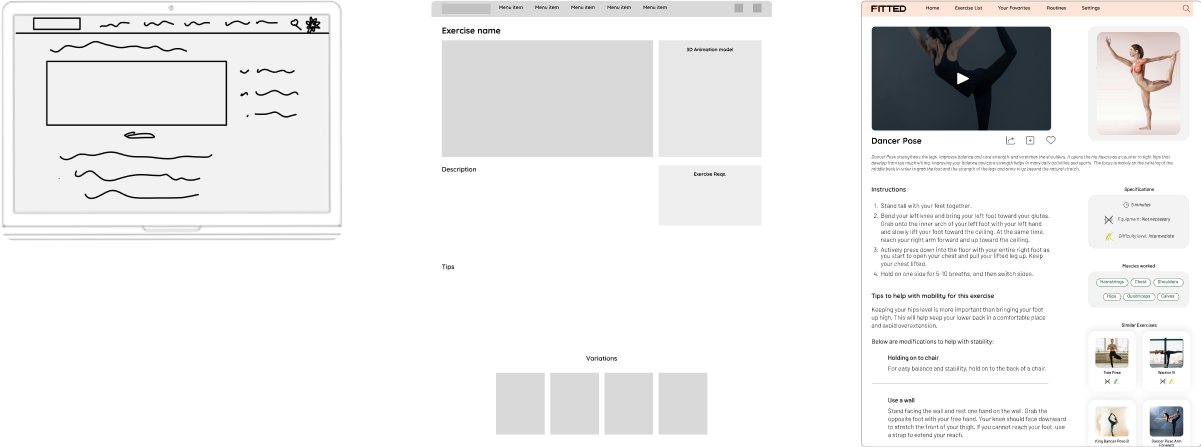 Menu item Menu item Menu item Menu item Menu item
Exercise name
3D Animation model
Description
Exercise Reqs.
Tips
Variations
FITTED Home Exercise List Your Favorites Routines Settings
Dancer Pose
Dancer Pose strengthens the legs, improves balance and core strength, and stretches the shoulders. It opens the hip flexors as a counter to tight hips that
develop from too much sitting. Improving your balance and core strength helps in many daily activities and sports. The focus is mainly on the
middle back in order to grab the foot and the strength of the legs and arms to go beyond the natural stretch.
Instructions
1. Stand tall with your feet together.
2. Bend your left knee and bring your left foot toward your glutes.
Grab onto the inner arch of your left foot with your left hand
and slowly lift your foot toward the ceiling. At the same time,
reach your right arm forward and up toward the ceiling.
3. Actively press down into the floor with your entire right foot as
you start to open your chest and pull your lifted leg up. Keep
your chest lifted.
4. Hold on one side for 5-10 breaths, and then switch sides.
Tips to help with mobility for this exercise
Keeping your hips level is more important than bringing your foot
up high. This will help keep your lower back in a comfortable place
and avoid overextension.
Below are modifications to help with stability:
Holding on to chair
For easy balance and stability, hold on to the back of a chair.
Use a wall
Stand facing the wall and rest one hand on the wall. Grab the
opposite foot with your free hand. Your knee should face downward
to stretch the front of your thigh. If you cannot reach your foot, use
a strap to extend your reach.
Specifications
5 minutes
Equipment: Not necessary
Difficulty level: Intermediate
Muscles worked
Hamstrings Chest Shoulders
Hips Quadriceps Calves
Similar Exercises
Tree Pose Warrior III
King Dancer Pose B Dancer Pose Arm
Forward